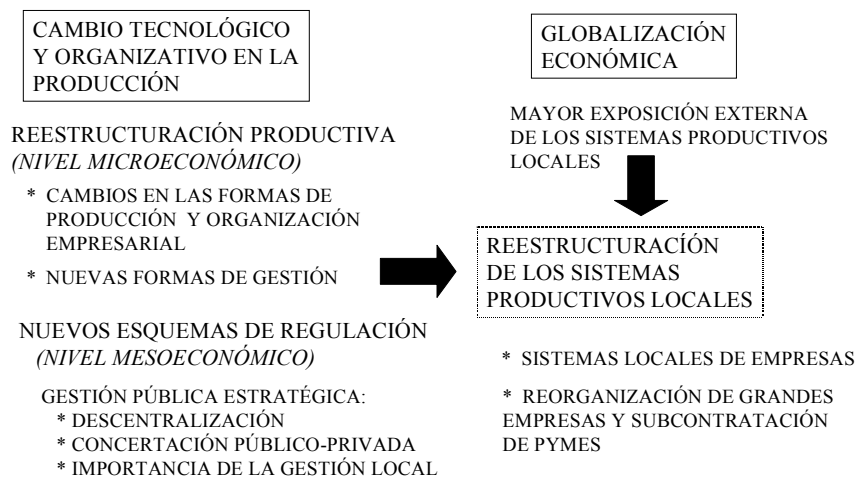 CAMBIO TECNOLÓGICO
Y ORGANIZATIVO EN LA
PRODUCCIÓN
REESTRUCTURACIÓN PRODUCTIVA
(NIVEL MICROECONÓMICO)
* CAMBIOS EN LAS FORMAS DE
PRODUCCIÓN Y ORGANIZACIÓN
EMPRESARIAL
* NUEVAS FORMAS DE GESTIÓN
NUEVOS ESQUEMAS DE REGULACIÓN
(NIVEL MESOECONÓMICO)
GESTIÓN PÚBLICA ESTRATÉGICA:
* DESCENTRALIZACIÓN
* CONCERTACIÓN PÚBLICO-PRIVADA
* IMPORTANCIA DE LA GESTIÓN LOCAL
GLOBALIZACIÓN
ECONÓMICA
MAYOR EXPOSICIÓN EXTERNA
DE LOS SISTEMAS PRODUCTIVOS
LOCALES
REESTRUCTURACÍÓN
DE LOS SISTEMAS
PRODUCTIVOS LOCALES
* SISTEMAS LOCALES DE EMPRESAS
* REORGANIZACIÓN DE GRANDES
EMPRESAS Y SUBCONTRATACIÓN
DE PYMES